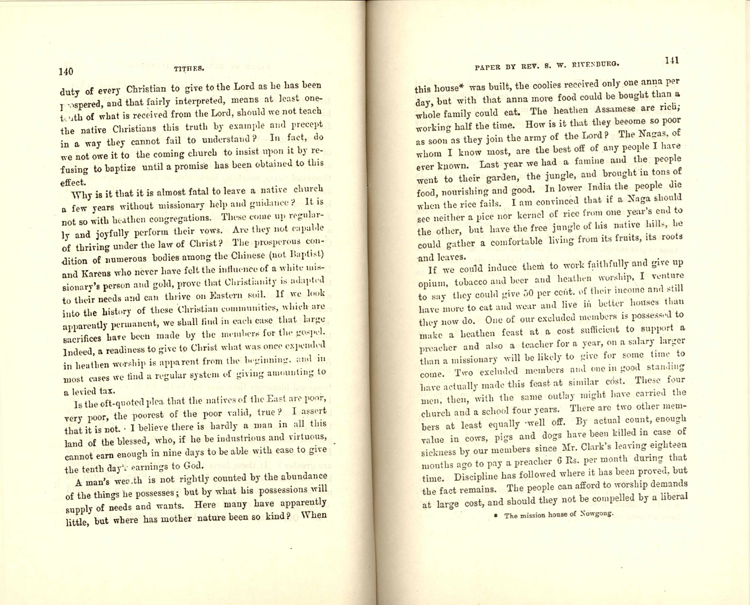 140
TITHES.
duty of every Christian to give to the Lord as he has been
prospered, and that fairly interpreted, means at least one-
tenth of what is received from the Lord, should we not teach
the native Christians this truth by example and precept
in a way they cannot fail to understand? In fact, do
we not owe it to the coming church to insist upon it by re-
fusing to baptize until a promise has been obtained to this
effect.
Why is it that it is almost fatal to leave a native church
a few years without missionary help and guidance? It is
not so with heathen congregations. These come up regular-
ly and joyfully perform their vows. Are they not capable
of thriving under the law of Christ? The prosperous con-
dition of numerous bodies among the Chinese (not Baptist)
and Karens who never have felt the influence of a white mis-
sionary's person and gold, prove that Christianity is adapted
to their needs and can thrive on Eastern soil. If we look
into the history of these Christian communities, which are
apparently permanent, we shall find in each case that large
sacrifices have been made by the members for the gospel.
Indeed, a readiness to give to Christ what was once expended
in heathen worship is apparent from the beginning, and in
most cases we find a regular system of giving amounting to
a levied tax.
Is the oft-quoted plea that the natives of the East are poor,
very poor, the poorest of the poor valid, true? I assert
that it is not. I believe there is hardly a man in all this
land of the blessed, who, if he be industrious and virtuous,
cannot earn enough in nine days to be able with ease to give
the tenth day's earnings to God.
A man's wealth is not rightly counted by the abundance
of the things he possesses; but by what his possessions will
supply of needs and wants. Here many have apparently
little, but where has mother nature been so kind? When
PAPER BY REV. S. W. RIVENBURG.
141
this house* was built, the coolies received only one anna per
day, but with that anna more food could be bought than a
whole family could eat. The heathen Assamese are rich;
working half the time. How is it that they become so poor
as soon as they join the army of the Lord? The Nagas, of
whom I know most, are the best off of any people I have
ever known. Last year we had a famine and the people
went to their garden, the jungle, and brought in tons of
food, nourishing and good. In lower India the people die
when the rice fails. I am convinced that if a Naga should
see neither a pice nor kernel of rice from one year's end to
the other, but have the free jungle of his native hills, he
could gather a comfortable living from its fruits, its roots
and leaves.
If we could induce them to work faithfully and give up
opium, tobacco and beer and heathen worship, I venture
to say they could give 50 per cent. of their income and still
have more to eat and wear and live in better houses than
they now do. One of our excluded members is possessed to
make a heathen feast at a cost sufficient to support a
preacher and also a teacher for a year, on a salary larger
than a missionary will be likely to give for some time to
come. Two excluded members and one in good standing
have actually made this feast at similar cost. These four
men, then, with the same outlay might have carried the
church and a school four years. There are two other mem-
bers at least equally well off. By actual count, enough
value in cows, pigs and dogs have been killed in case of
sickness by our members since Mr. Clark's leaving eighteen
months ago to pay a preacher 6 Rs. per month during that
time. Discipline has followed where it has been proved, but
the fact remains. The people can afford to worship demands
at large cost, and should they not be compelled by a liberal
* The mission house of Nowgong.